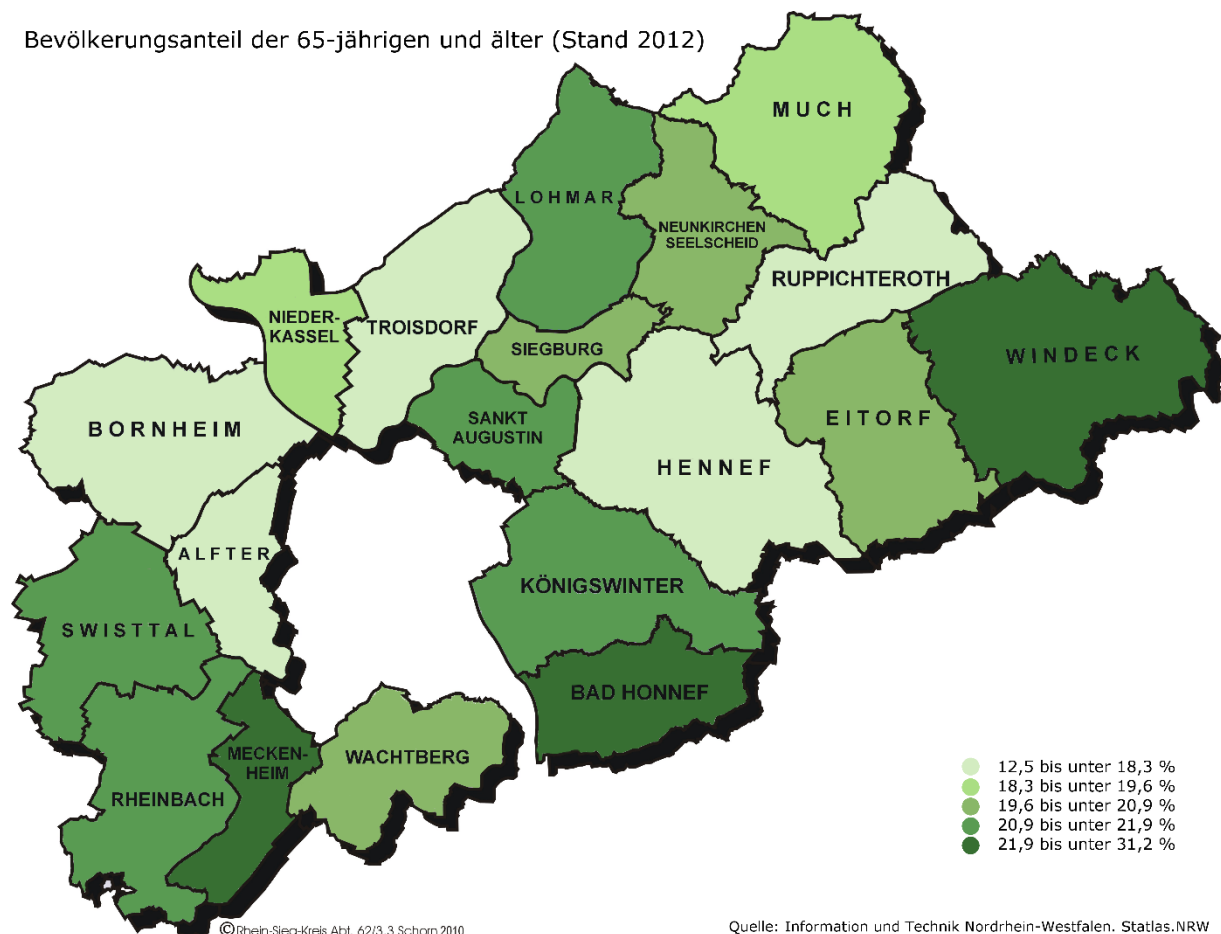 Bevölkerungsanteil der 65-jährigen und älter (Stand 2012)
MUCH
LOHMAR
NEUNKIRCHEN
SEELSCHEID
RUPPICHTEROTH
NIEDER-
KASSEL
TROISDORF
SIEGBURG
WINDECK
BORNHEIM
SANKT
AUGUSTIN
EITORF
HENNEF
ALFTER
KÖNIGSWINTER
SWISTTAL
BAD HONNEF
MECKEN-
HEIM
WACHTBERG
RHEINBACH
12,5 bis unter 18,3 %
18,3 bis unter 19,6 %
19,6 bis unter 20,9 %
20,9 bis unter 21,9 %
21,9 bis unter 31,2 %
©Rhein-Sieg-Kreis Abt. 62/3.3 Schorn 2010
Quelle: Information und Technik Nordrhein-Westfalen. Statlas.NRW